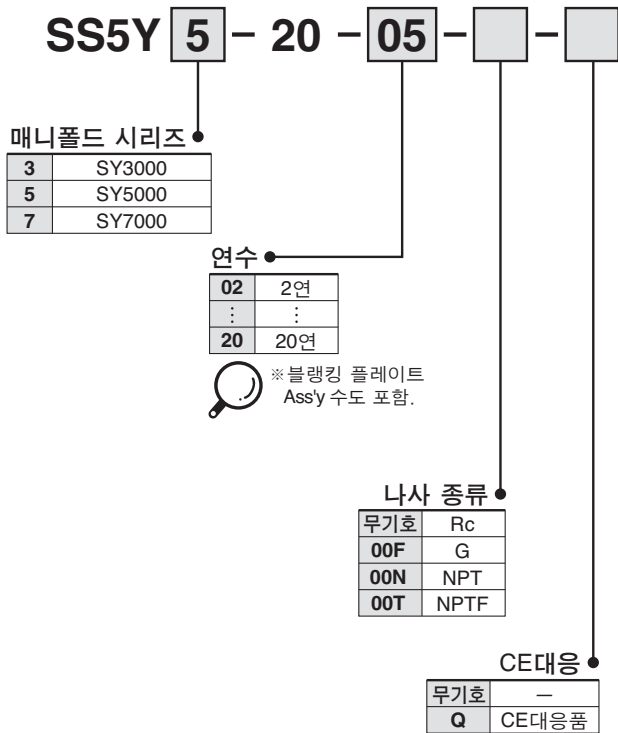 SS5Y 5 – 20 – 05 – –
매니폴드 시리즈
3 SY3000
5 SY5000
7 SY7000
연수
02 2연
⋮ ⋮
20 20연
※블랭킹 플레이트
Ass'y 수도 포함.
나사 종류
무기호 Rc
00F G
00N NPT
00T NPTF
CE대응
무기호 –
Q CE대응품